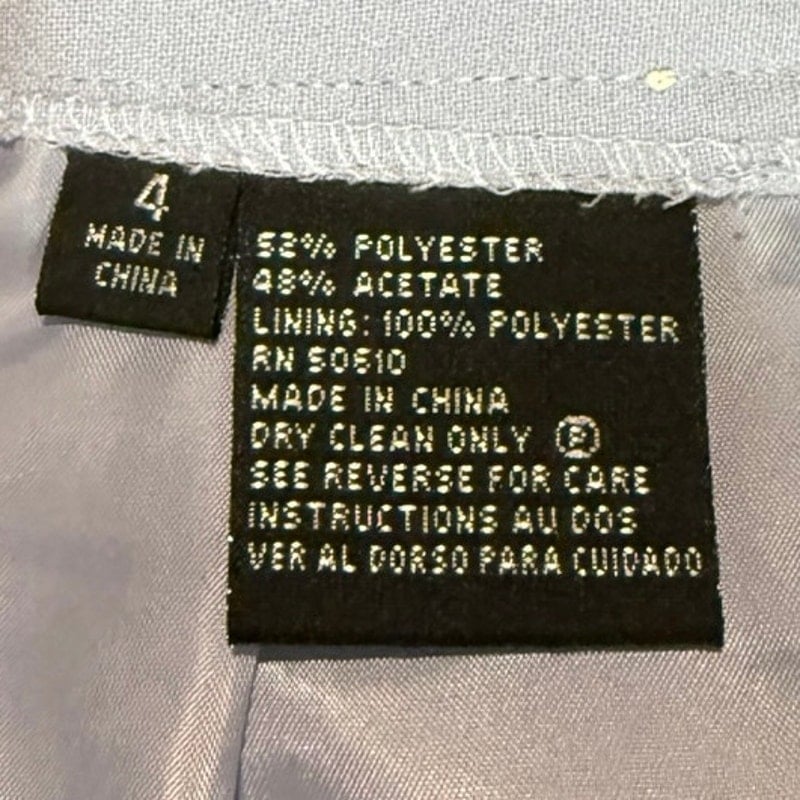 4
MADE IN
CHINA
52% POLYESTER
48% ACETATE
LINING: 100% POLYESTER
RN 50610
MADE IN CHINA
DRY CLEAN ONLY Ⓟ
SEE REVERSE FOR CARE
INSTRUCTIONS AU DOS
VER AL DORSO PARA CUIDADO